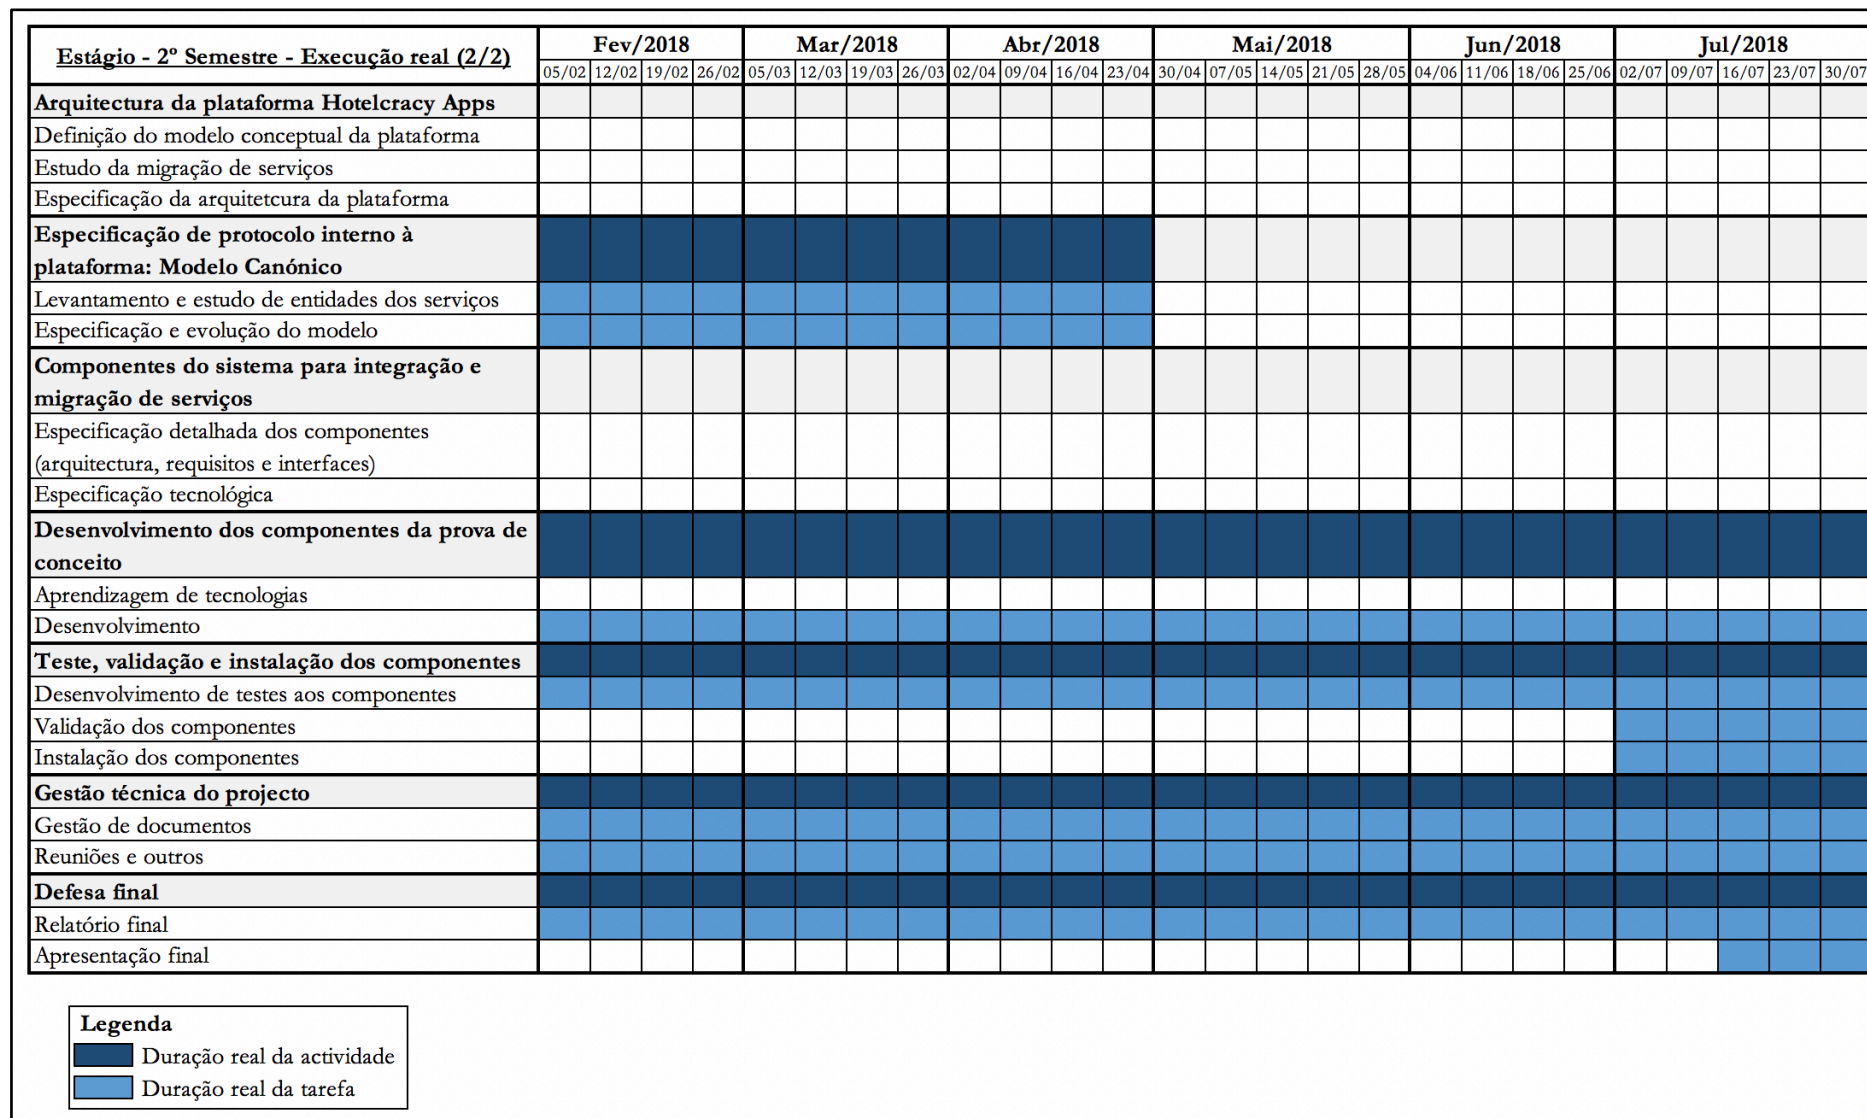 Estágio - 2º Semestre - Execução real (2/2)
Fev/2018 Mar/2018 Abr/2018 Mai/2018 Jun/2018 Jul/2018
05/02 12/02 19/02 26/02 05/03 12/03 19/03 26/03 02/04 09/04 16/04 23/04 30/04 07/05 14/05 21/05 28/05 04/06 11/06 18/06 25/06 02/07 09/07 16/07 23/07 30/07
Arquitectura da plataforma Hotelcracy Apps
Definição do modelo conceptual da plataforma
Estudo da migração de serviços
Especificação da arquitetcura da plataforma
Especificação de protocolo interno à
plataforma: Modelo Canónico
Levantamento e estudo de entidades dos serviços
Especificação e evolução do modelo
Componentes do sistema para integração e
migração de serviços
Especificação detalhada dos componentes
(arquitectura, requisitos e interfaces)
Especificação tecnológica
Desenvolvimento dos componentes da prova de
conceito
Aprendizagem de tecnologias
Desenvolvimento
Teste, validação e instalação dos componentes
Desenvolvimento de testes aos componentes
Validação dos componentes
Instalação dos componentes
Gestão técnica do projecto
Gestão de documentos
Reuniões e outros
Defesa final
Relatório final
Apresentação final
Legenda
Duração real da actividade
Duração real da tarefa